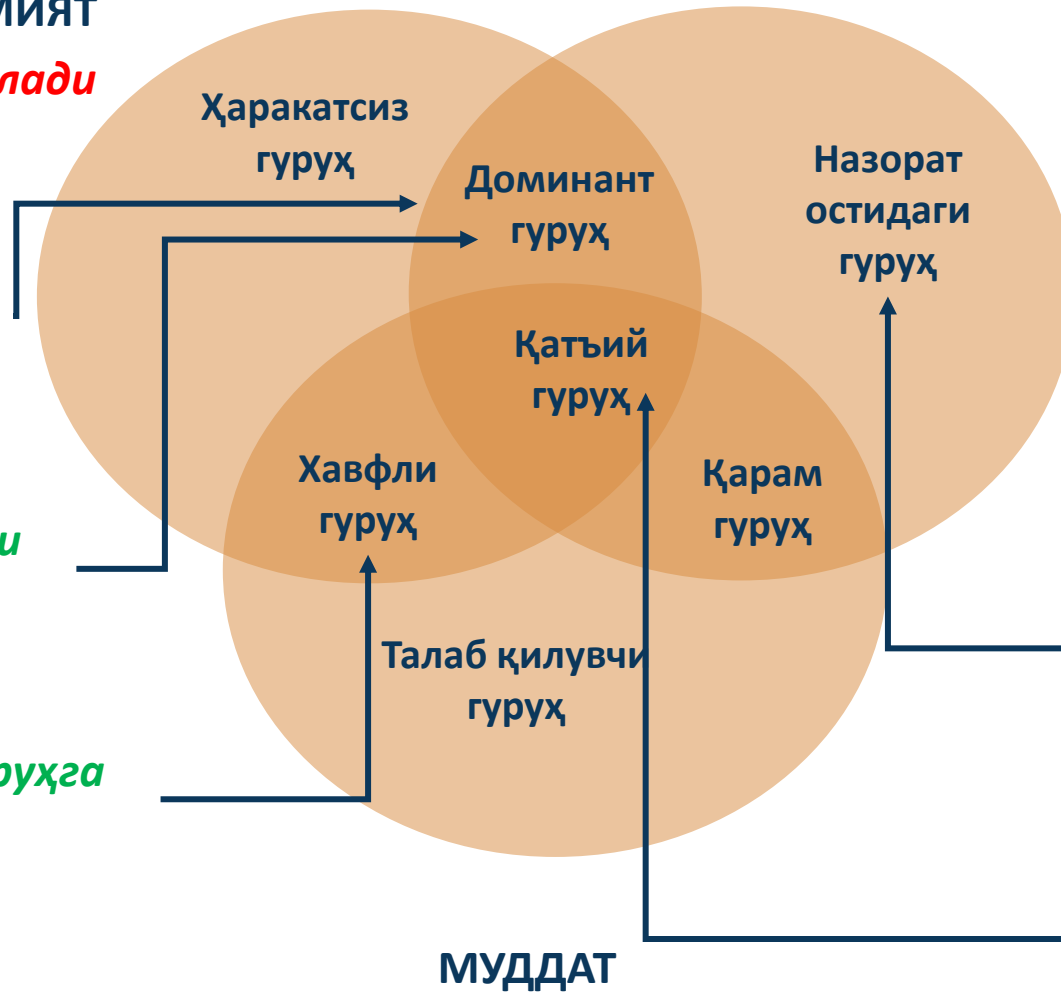 Ҳаракатсиз
гуруҳ
Доминант
гуруҳ
Назорат
остидаги
гуруҳ
Қатъий
гуруҳ
Хавфли
гуруҳ
Қарам
гуруҳ
Талаб қилувчи
гуруҳ
МУДДАТ